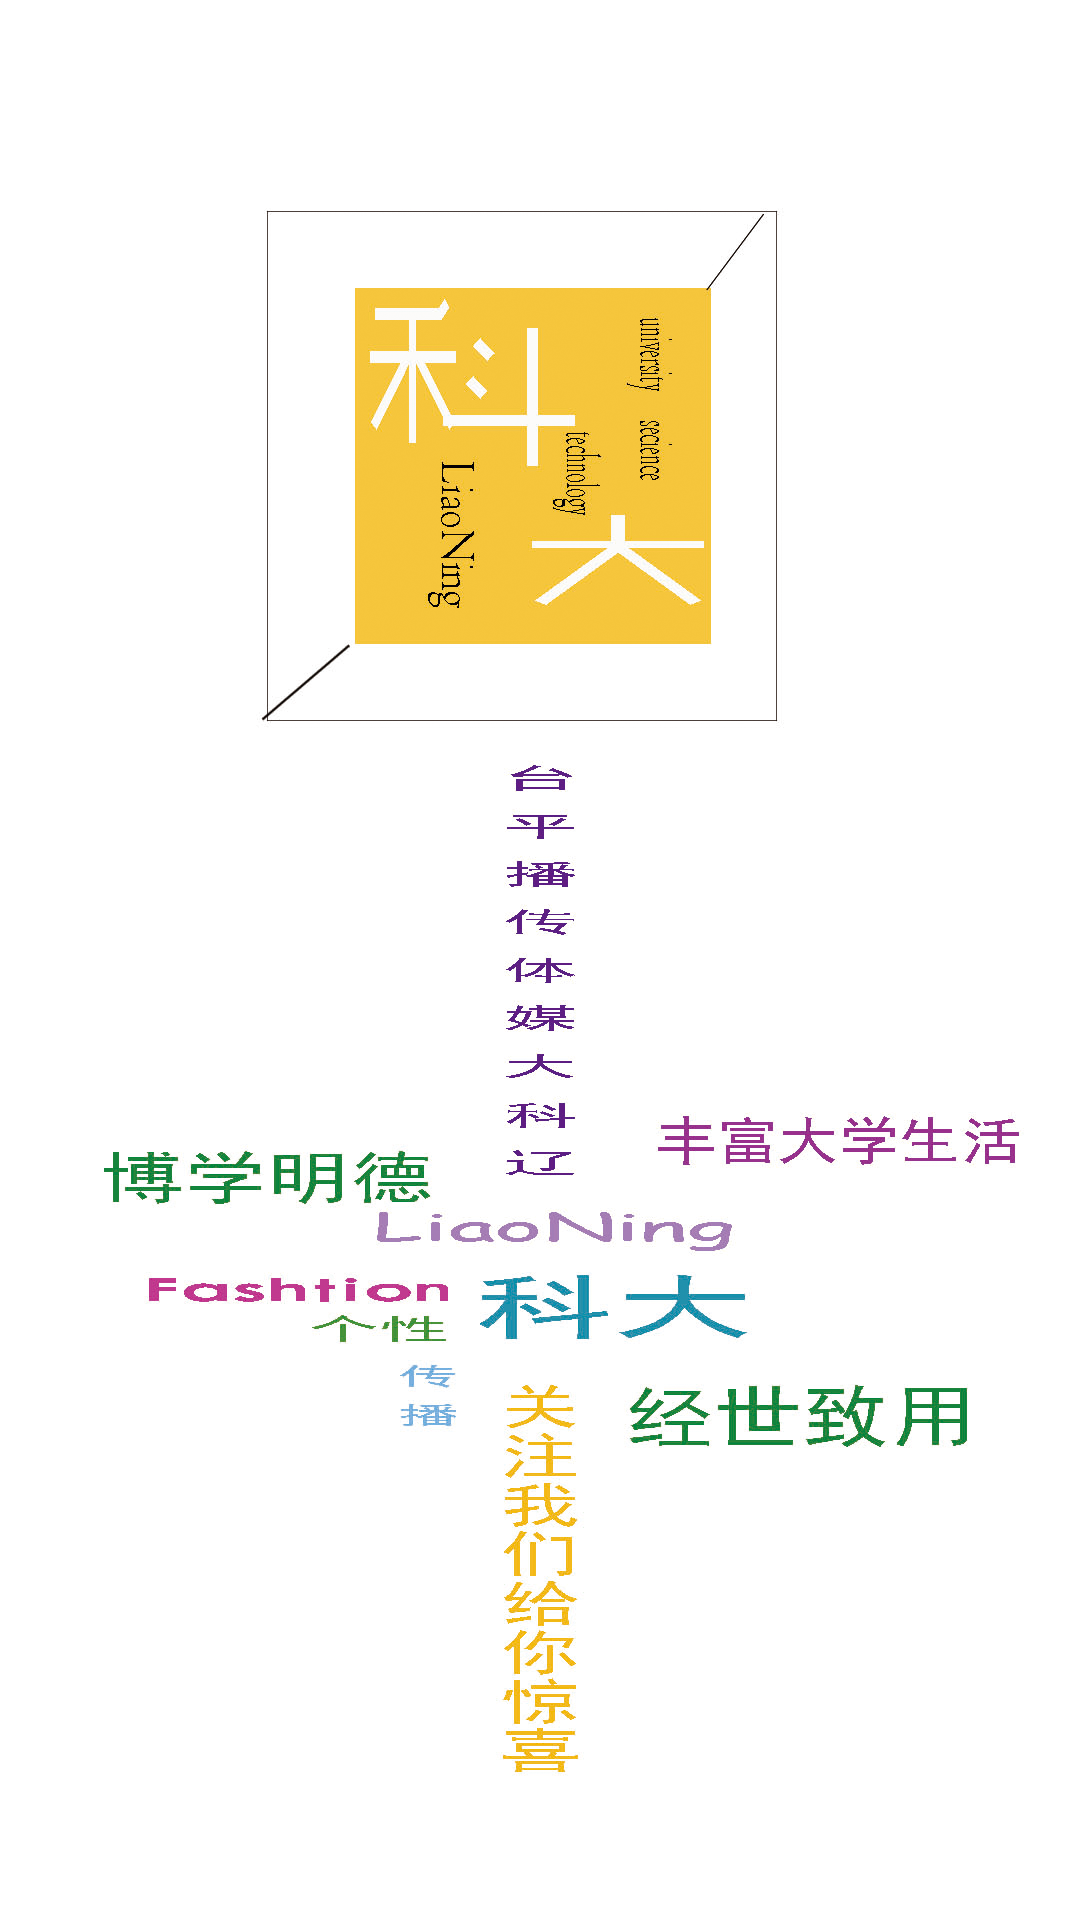 科
大
university secience
technology
LiaoNing
台平播传体媒大科辽
丰富大学生活
博学明德
LiaoNing
Fashtion
科大
个性
传播
经世致用
关注我们给你惊喜